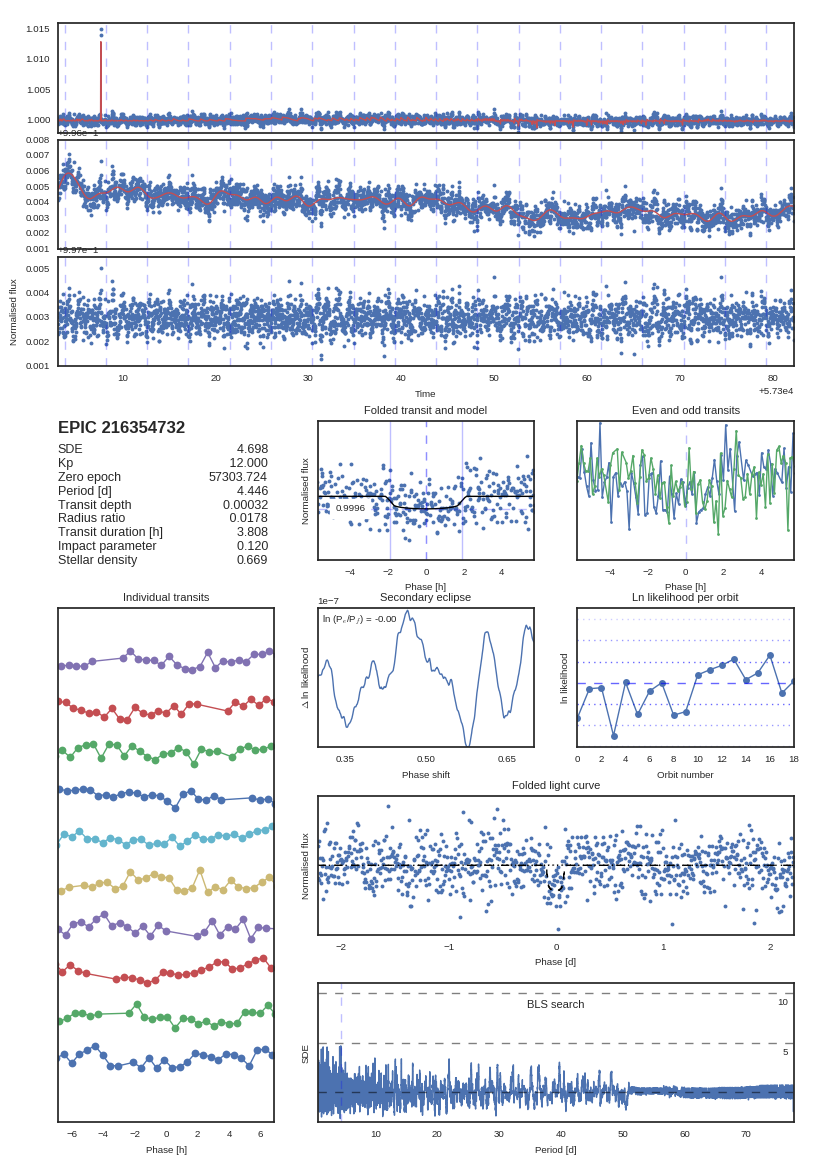 1.015
1.010
1.005
1.000
+9.96e−1
0.008
0.007
0.006
0.005
0.004
0.003
0.002
0.001
+9.97e−1
0.005
0.004
0.003
0.002
0.001
Normalised flux
10 20 30 40 50 60 70 80
Time
+5.73e4
EPIC 216354732
SDE 4.698
Kp 12.000
Zero epoch 57303.724
Period [d] 4.446
Transit depth 0.00032
Radius ratio 0.0178
Transit duration [h] 3.808
Impact parameter 0.120
Stellar density 0.669
Folded transit and model
Normalised flux
0.9996
−4 −2 0 2 4
Phase [h]
Even and odd transits
−4 −2 0 2 4
Phase [h]
Individual transits
−6 −4 −2 0 2 4 6
Phase [h]
Secondary eclipse
1e−7
ln (Pₑ/P𝑓) = -0.00
Δ ln likelihood
0.35 0.50 0.65
Phase shift
Ln likelihood per orbit
ln likelihood
0 2 4 6 8 10 12 14 16 18
Orbit number
Folded light curve
Normalised flux
−2 −1 0 1 2
Phase [d]
BLS search
10
5
SDE
10 20 30 40 50 60 70
Period [d]